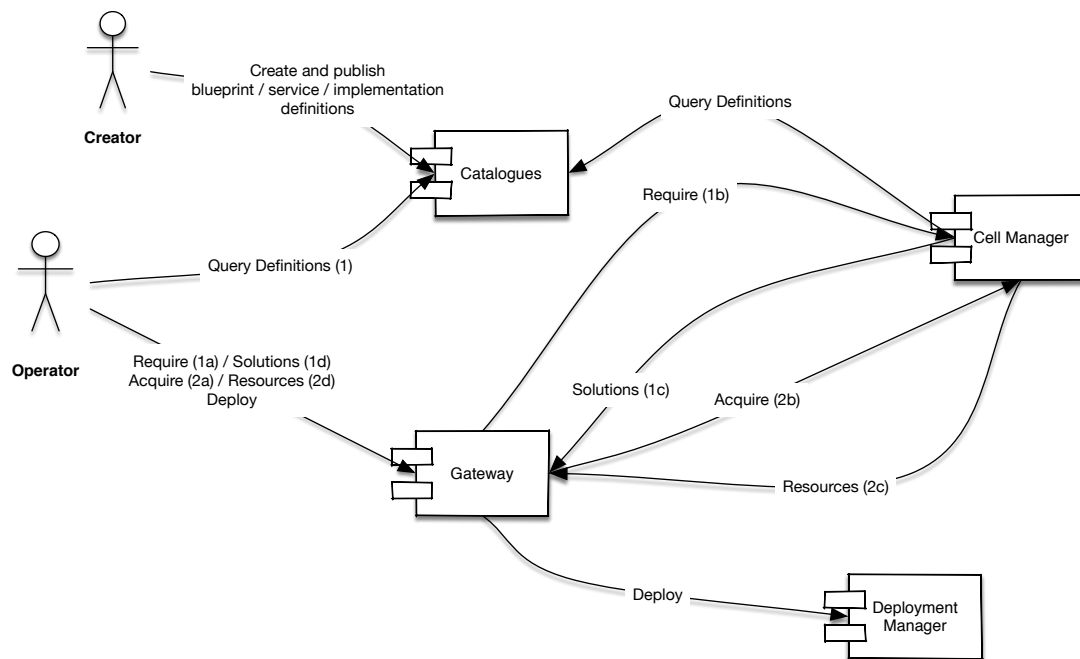 Create and publish
blueprint / service / implementation
definitions
Creator
Query Definitions
Catalogues
Require (1b)
Cell Manager
Query Definitions (1)
Operator
Require (1a) / Solutions (1d)
Acquire (2a) / Resources (2d)
Deploy
Solutions (1c)
Acquire (2b)
Gateway
Resources (2c)
Deploy
Deployment
Manager